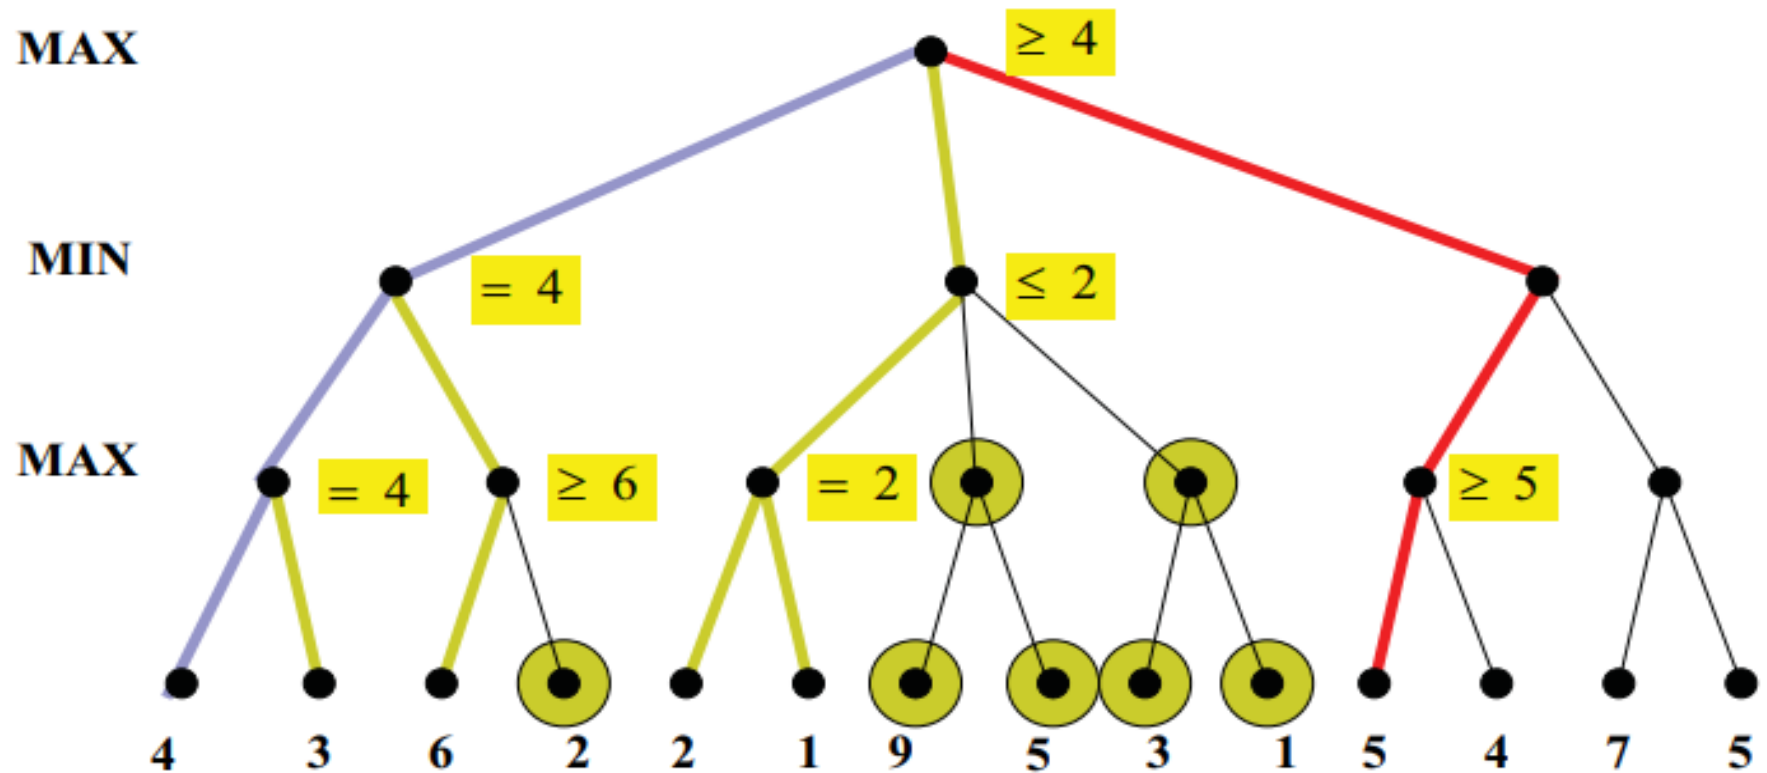 MAX ≥ 4
MIN = 4 ≤ 2
MAX = 4 ≥ 6 = 2 ≥ 5
4 3 6 2 2 1 9 5 3 1 5 4 7 5